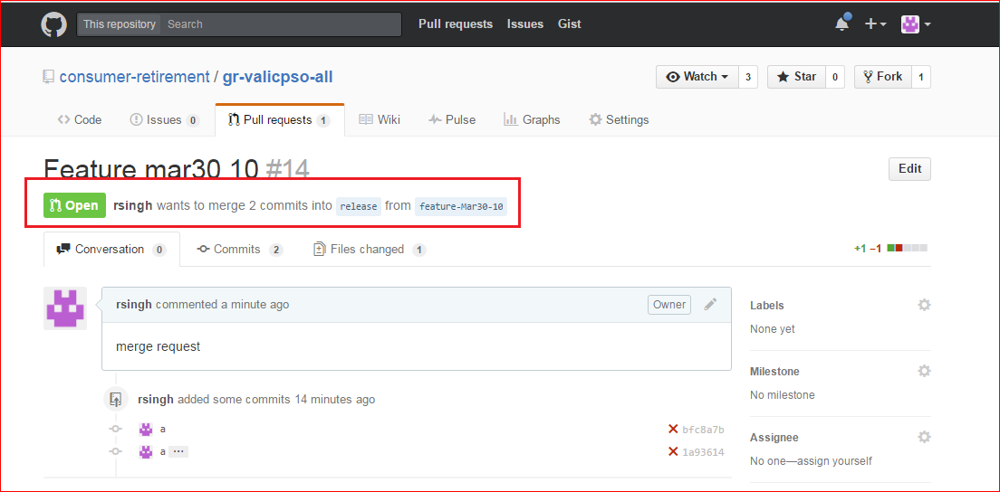 This repository Search Pull requests Issues Gist
consumer-retirement / gr-valicpso-all Watch 3 Star 0 Fork 1
Code Issues 0 Pull requests 1 Wiki Pulse Graphs Settings
Feature mar30 10 #14 Edit
Open rsingh wants to merge 2 commits into release from feature-Mar30-10
Conversation 0 Commits 2 Files changed 1 +1 −1
rsingh commented a minute ago Owner
merge request
Labels
None yet
Milestone
No milestone
rsingh added some commits 14 minutes ago
a bfc8a7b
a ... 1a93614
Assignee
No one—assign yourself